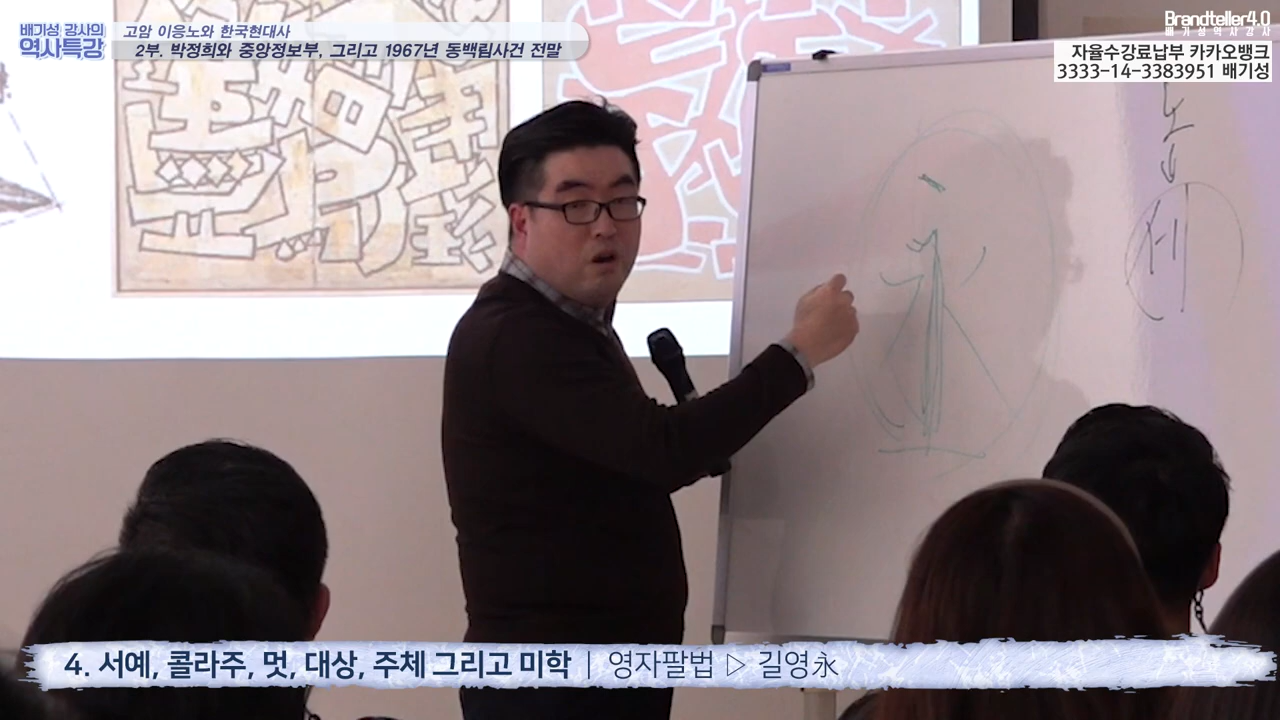 배기성 강사의
역사특강
고암 이응노와 한국현대사
2부. 박정희와 중앙정보부, 그리고 1967년 동백림사건 전말
Brandteller4.0
배기성역사강사
자율수강료납부 카카오뱅크
3333-14-3383951 배기성
永
4. 서예, 콜라주, 멋, 대상, 주체 그리고 미학 | 영자팔법 ▷ 길영永